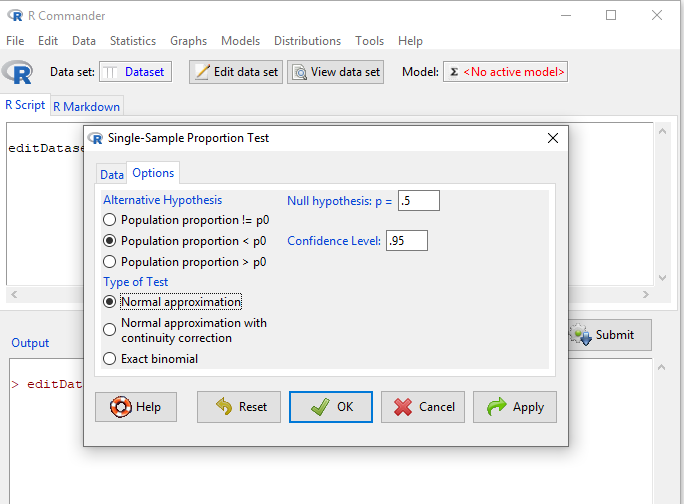 R Commander
File Edit Data Statistics Graphs Models Distributions Tools Help
R Data set: Dataset Edit data set View data set Model: Σ <No active model>
R Script R Markdown
editDatase
R Single-Sample Proportion Test
Data Options
Alternative Hypothesis
Null hypothesis: p = .5
Population proportion != p0
Population proportion < p0
Confidence Level: .95
Population proportion > p0
Type of Test
Normal approximation
Normal approximation with
continuity correction
Exact binomial
Submit
Output
> editDat
Help Reset OK Cancel Apply